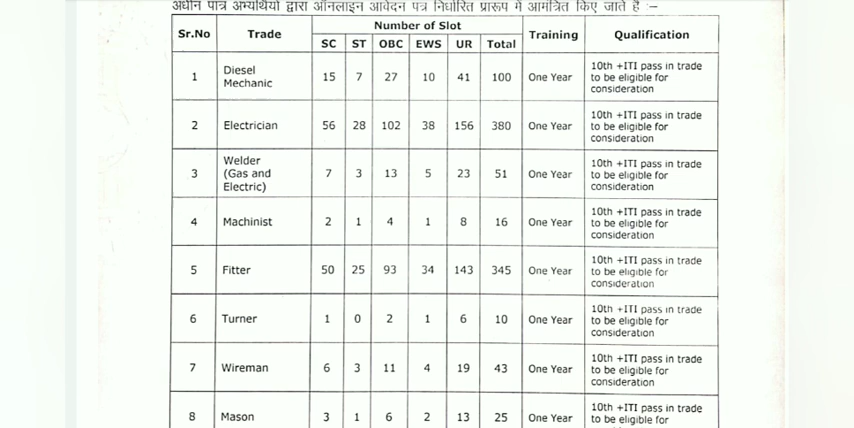 अधीन पात्र अभ्यर्थियों द्वारा ऑनलाइन आवेदन पत्र निर्धारित प्रारूप में आमंत्रित किए जाते है :–
Sr.No Trade Number of Slot Training Qualification
SC ST OBC EWS UR Total
1 Diesel Mechanic 15 7 27 10 41 100 One Year 10th +ITI pass in trade to be eligible for consideration
2 Electrician 56 28 102 38 156 380 One Year 10th +ITI pass in trade to be eligible for consideration
3 Welder (Gas and Electric) 7 3 13 5 23 51 One Year 10th +ITI pass in trade to be eligible for consideration
4 Machinist 2 1 4 1 8 16 One Year 10th +ITI pass in trade to be eligible for consideration
5 Fitter 50 25 93 34 143 345 One Year 10th +ITI pass in trade to be eligible for consideration
6 Turner 1 0 2 1 6 10 One Year 10th +ITI pass in trade to be eligible for consideration
7 Wireman 6 3 11 4 19 43 One Year 10th +ITI pass in trade to be eligible for consideration
8 Mason 3 1 6 2 13 25 One Year 10th +ITI pass in trade to be eligible for